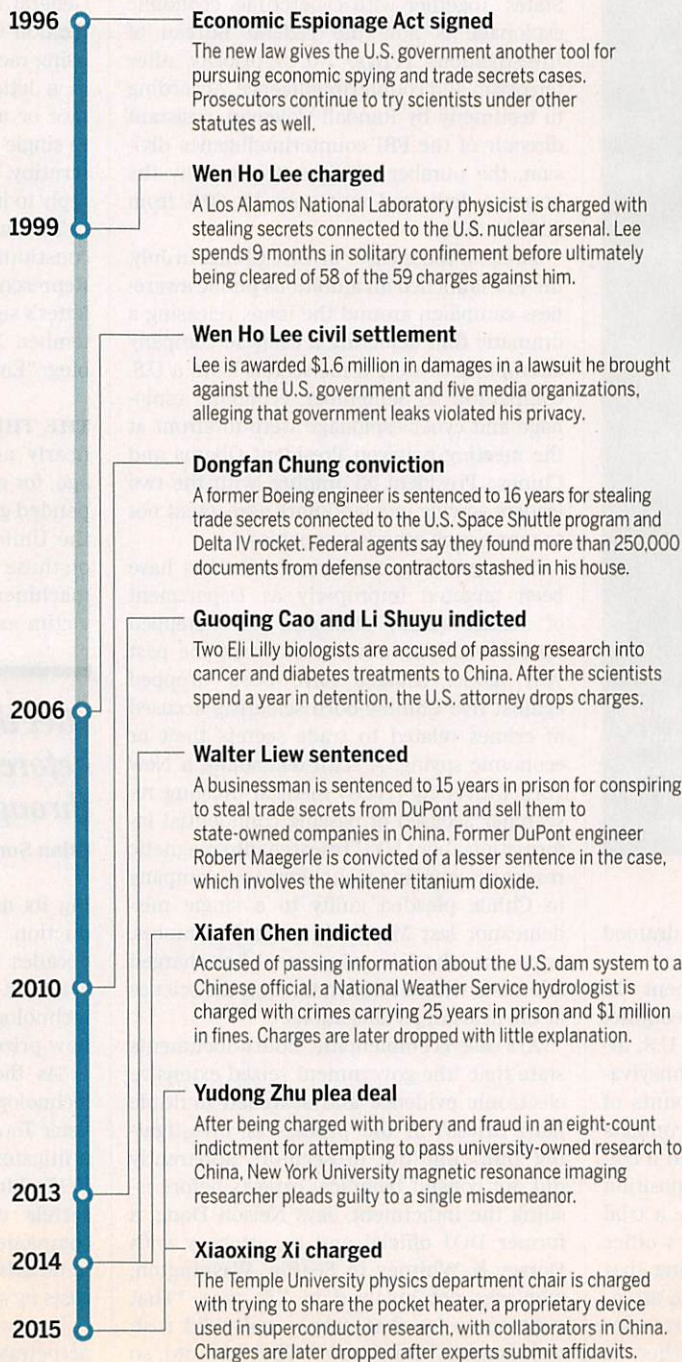 1996
Economic Espionage Act signed
The new law gives the U.S. government another tool for
pursuing economic spying and trade secrets cases.
Prosecutors continue to try scientists under other
statutes as well.
Wen Ho Lee charged
1999
A Los Alamos National Laboratory physicist is charged with
stealing secrets connected to the U.S. nuclear arsenal. Lee
spends 9 months in solitary confinement before ultimately
being cleared of 58 of the 59 charges against him.
Wen Ho Lee civil settlement
Lee is awarded $1.6 million in damages in a lawsuit he brought
against the U.S. government and five media organizations,
alleging that government leaks violated his privacy.
Dongfan Chung conviction
A former Boeing engineer is sentenced to 16 years for stealing
trade secrets connected to the U.S. Space Shuttle program and
Delta IV rocket. Federal agents say they found more than 250,000
documents from defense contractors stashed in his house.
Guoqing Cao and Li Shuyu indicted
Two Eli Lilly biologists are accused of passing research into
cancer and diabetes treatments to China. After the scientists
spend a year in detention, the U.S. attorney drops charges.
2006
Walter Liew sentenced
A businessman is sentenced to 15 years in prison for conspiring
to steal trade secrets from DuPont and sell them to
state-owned companies in China. Former DuPont engineer
Robert Maegerle is convicted of a lesser sentence in the case,
which involves the whitener titanium dioxide.
Xiafen Chen indicted
Accused of passing information about the U.S. dam system to a
2010
Chinese official, a National Weather Service hydrologist is
charged with crimes carrying 25 years in prison and $1 million
in fines. Charges are later dropped with little explanation.
Yudong Zhu plea deal
After being charged with bribery and fraud in an eight-count
indictment for attempting to pass university-owned research to
China, New York University magnetic resonance imaging
2013
researcher pleads guilty to a single misdemeanor.
Xiaoxing Xi charged
2014
The Temple University physics department chair is charged
with trying to share the pocket heater, a proprietary device
2015
used in superconductor research, with collaborators in China.
Charges are later dropped after experts submit affidavits.